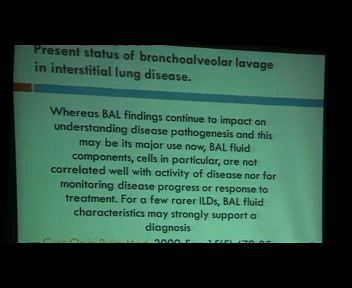 Present status of bronchoalveolar lavage
in interstitial lung disease.
Whereas BAL findings continue to impact on
understanding disease pathogenesis and this
may be its major use now, BAL fluid
components, cells in particular, are not
correlated well with activity of disease nor for
monitoring disease progress or response to
treatment. For a few rarer ILDs, BAL fluid
characteristics may strongly support a
diagnosis